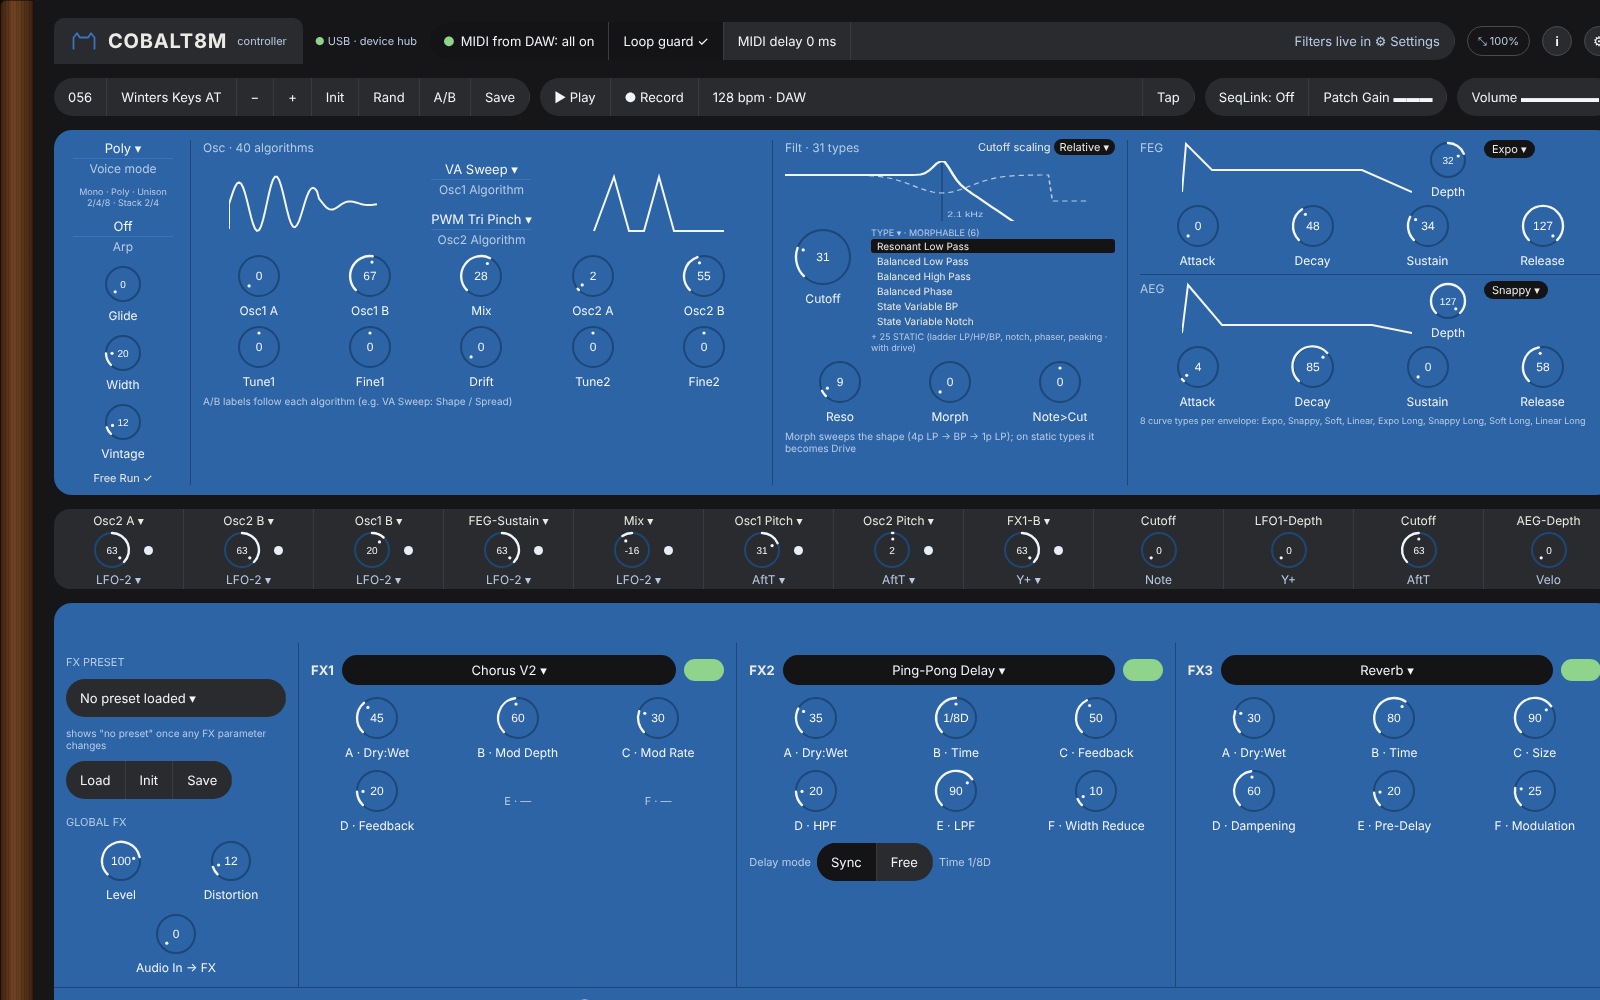 COBALT8M controller
USB · device hub
MIDI from DAW: all on
Loop guard ✓
MIDI delay 0 ms
Filters live in ⚙ Settings
⤡ 100%
i
056
Winters Keys AT
−
+
Init
Rand
A/B
Save
▶ Play
● Record
128 bpm · DAW
Tap
SeqLink: Off
Patch Gain
Volume
Poly ▾
Voice mode
Mono · Poly · Unison
2/4/8 · Stack 2/4
Off
Arp
0
Glide
20
Width
12
Vintage
Free Run ✓
Osc · 40 algorithms
VA Sweep ▾
Osc1 Algorithm
PWM Tri Pinch ▾
Osc2 Algorithm
0 67 28 2 55
Osc1 A Osc1 B Mix Osc2 A Osc2 B
0 0 0 0 0
Tune1 Fine1 Drift Tune2 Fine2
A/B labels follow each algorithm (e.g. VA Sweep: Shape / Spread)
Filt · 31 types
Cutoff scaling Relative ▾
2.1 kHz
31
Cutoff
TYPE ▾ · MORPHABLE (6)
Resonant Low Pass
Balanced Low Pass
Balanced High Pass
Balanced Phase
State Variable BP
State Variable Notch
+ 25 STATIC (ladder LP/HP/BP, notch, phaser, peaking ·
with drive)
9 0 0
Reso Morph Note>Cut
Morph sweeps the shape (4p LP → BP → 1p LP); on static types it
becomes Drive
FEG
32
Depth
Expo ▾
0 48 34 127
Attack Decay Sustain Release
AEG
127
Depth
Snappy ▾
4 85 0 58
Attack Decay Sustain Release
8 curve types per envelope: Expo, Snappy, Soft, Linear, Expo Long, Snappy Long, Soft Long, Linear Long
Osc2 A ▾ Osc2 B ▾ Osc1 B ▾ FEG-Sustain ▾ Mix ▾ Osc1 Pitch ▾ Osc2 Pitch ▾ FX1-B ▾ Cutoff LFO1-Depth Cutoff AEG-Depth
63 63 20 63 -16 31 2 63 0 0 63 0
LFO-2 ▾ LFO-2 ▾ LFO-2 ▾ LFO-2 ▾ LFO-2 ▾ AftT ▾ AftT ▾ Y+ ▾ Note Y+ AftT Velo
FX PRESET
No preset loaded ▾
shows "no preset" once any FX parameter
changes
Load Init Save
GLOBAL FX
100 12
Level Distortion
0
Audio In → FX
FX1 Chorus V2 ▾
45 60 30
A · Dry:Wet B · Mod Depth C · Mod Rate
20 E · — F · —
D · Feedback
FX2 Ping-Pong Delay ▾
35 1/8D 50
A · Dry:Wet B · Time C · Feedback
20 90 10
D · HPF E · LPF F · Width Reduce
Delay mode Sync Free Time 1/8D
FX3 Reverb ▾
30 80 90
A · Dry:Wet B · Time C · Size
60 20 25
D · Dampening E · Pre-Delay F · Modulation